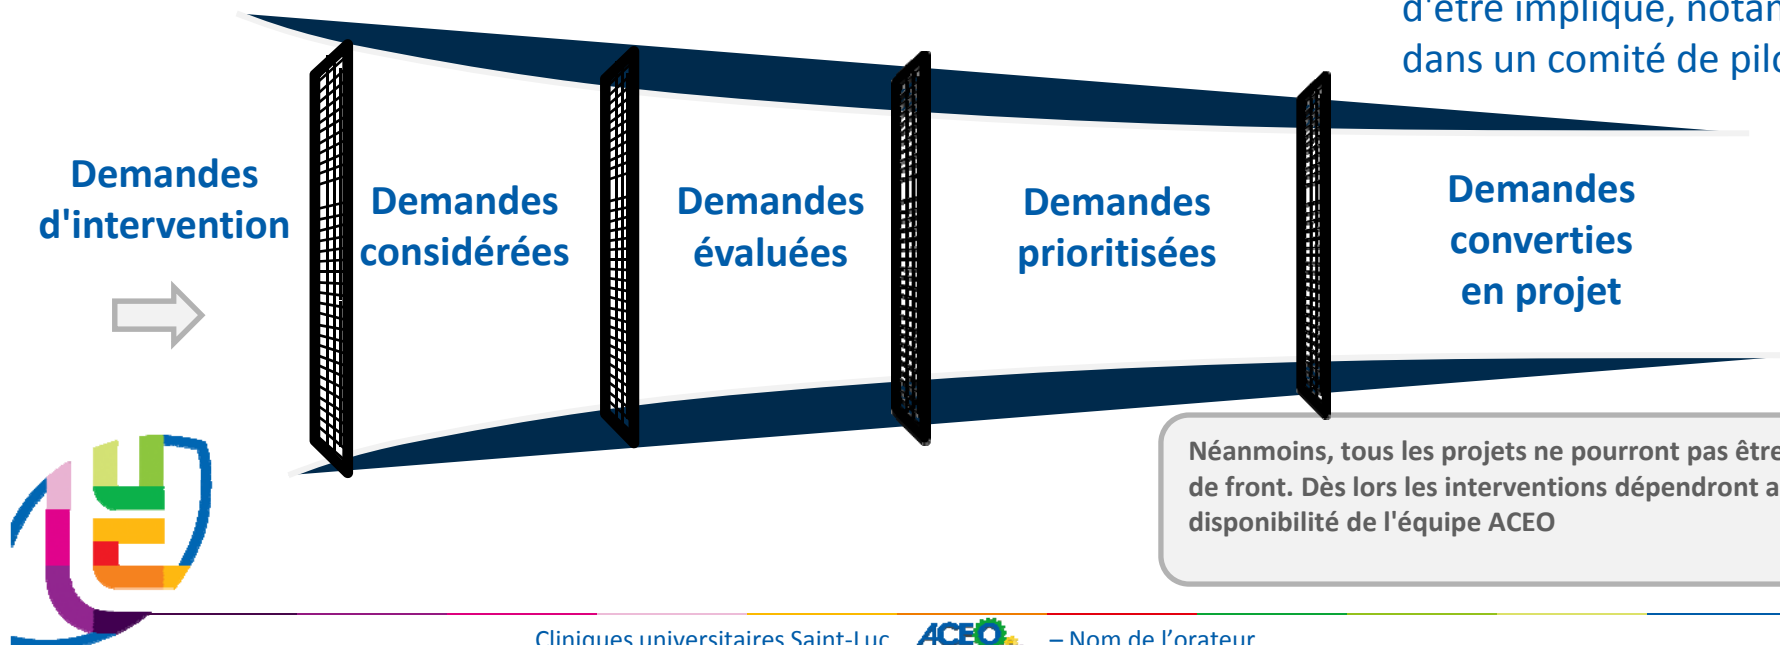 d'être implique, notam
dans un comité de pilo
Demandes
d'intervention
Demandes
considérées
Demandes
évaluées
Demandes
prioritisées
Demandes
converties
en projet
Néanmoins, tous les projets ne pourront pas être
de front. Dès lors les interventions dépendront a
disponibilité de l'équipe ACEO
Cliniques universitaires Saint-Luc ACEO – Nom de l'orateur